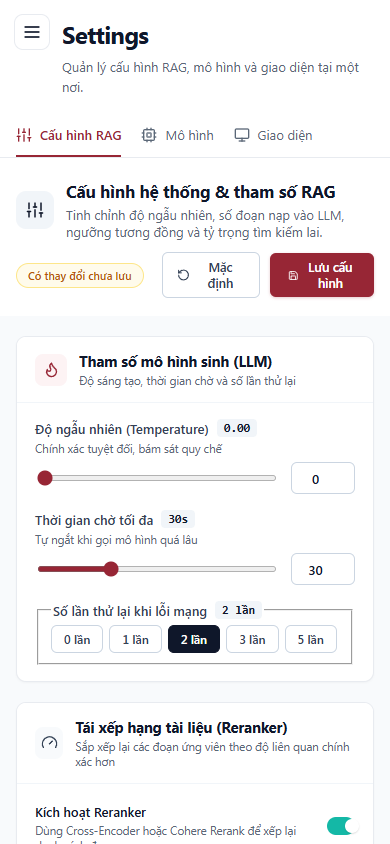 Settings
Quản lý cấu hình RAG, mô hình và giao diện tại một
nơi.
Cấu hình RAG
Mô hình
Giao diện
Cấu hình hệ thống & tham số RAG
Tinh chỉnh độ ngẫu nhiên, số đoạn nạp vào LLM,
ngưỡng tương đồng và tỷ trọng tìm kiếm lai.
Có thay đổi chưa lưu
Mặc
định
Lưu cấu
hình
Tham số mô hình sinh (LLM)
Độ sáng tạo, thời gian chờ và số lần thử lại
Độ ngẫu nhiên (Temperature) 0.00
Chính xác tuyệt đối, bám sát quy chế
0
Thời gian chờ tối đa 30s
Tự ngắt khi gọi mô hình quá lâu
30
Số lần thử lại khi lỗi mạng 2 lần
0 lần 1 lần 2 lần 3 lần 5 lần
Tái xếp hạng tài liệu (Reranker)
Sắp xếp lại các đoạn ứng viên theo độ liên quan chính
xác hơn
Kích hoạt Reranker
Dùng Cross-Encoder hoặc Cohere Rerank để xếp lại